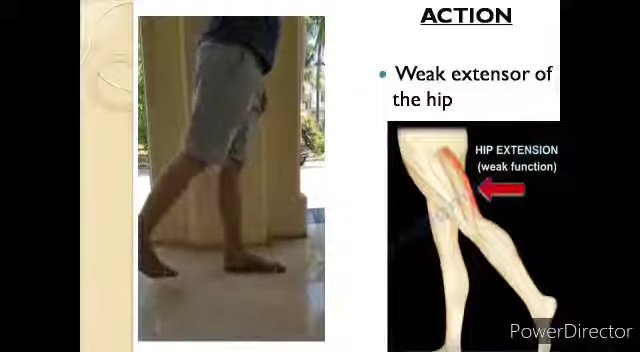 ACTION
• Weak extensor of
the hip
HIP EXTENSION
(weak function)
PowerDirector